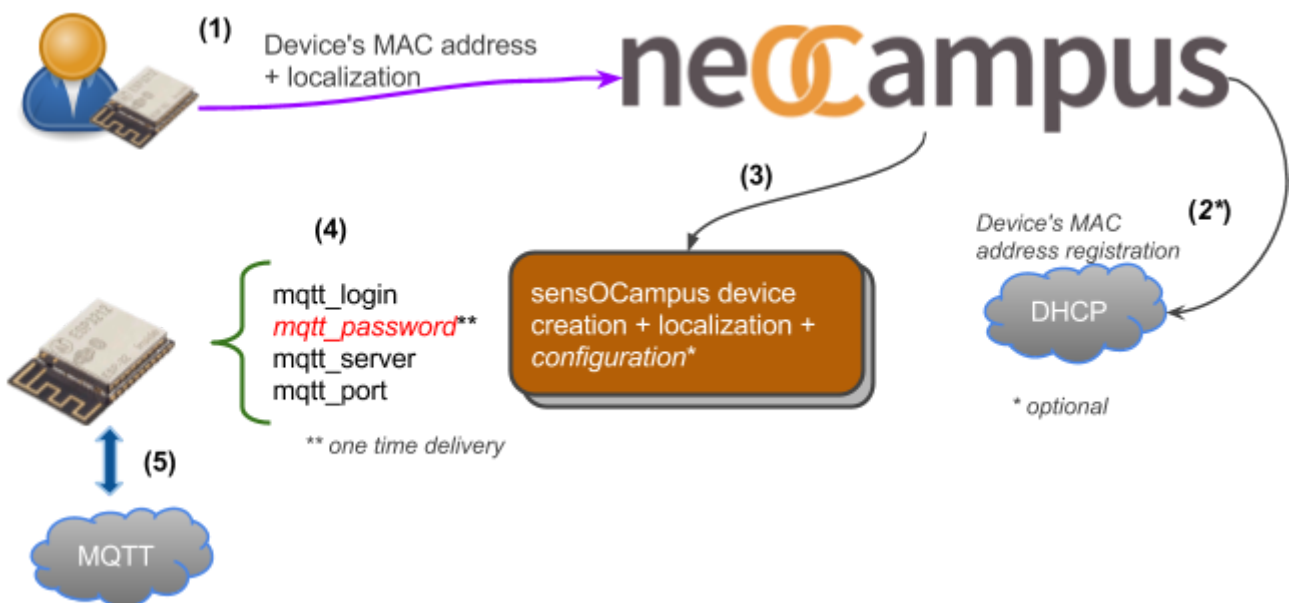 (1)
Device's MAC address
+ localization
neOCampus
(3)
(2*)
Device's MAC
address registration
DHCP
* optional
(4)
mqtt_login
mqtt_password**
mqtt_server
mqtt_port
** one time delivery
sensOCampus device
creation + localization +
configuration*
(5)
MQTT